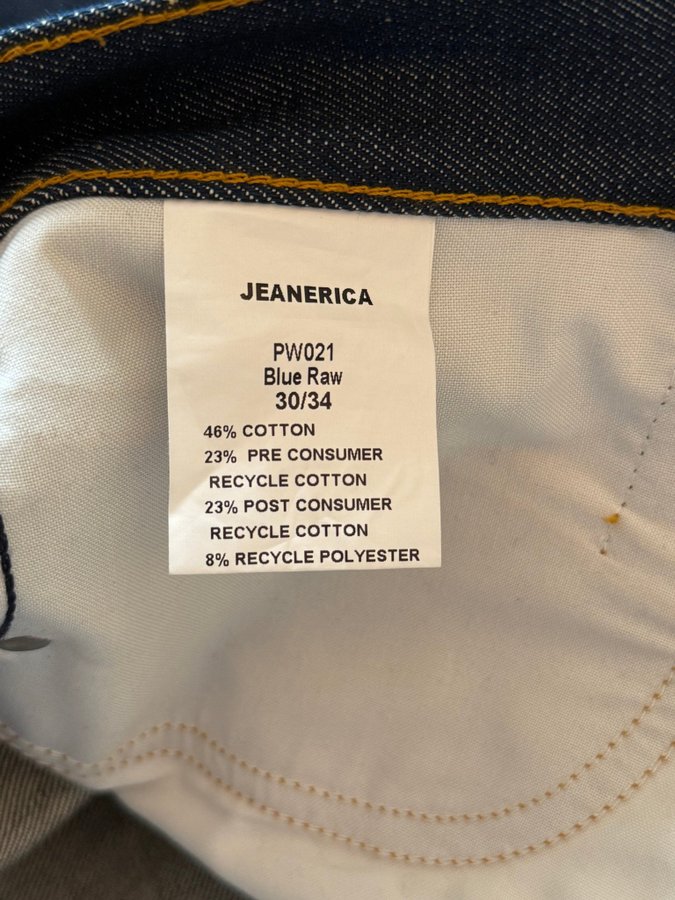 JEANERICA
PW021
Blue Raw
30/34
46% COTTON
23% PRE CONSUMER
RECYCLE COTTON
23% POST CONSUMER
RECYCLE COTTON
8% RECYCLE POLYESTER